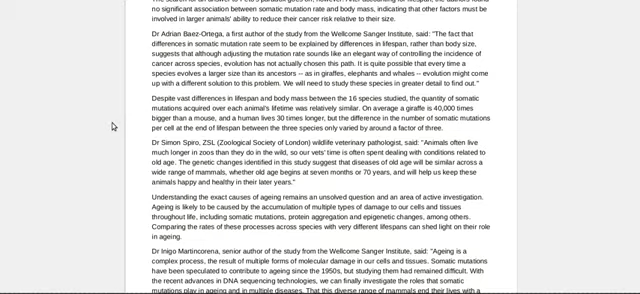 no significant association between somatic mutation rate and body mass, indicating that other factors must be
involved in larger animals' ability to reduce their cancer risk relative to their size.
Dr Adrian Baez-Ortega, a first author of the study from the Wellcome Sanger Institute, said: "The fact that
differences in somatic mutation rate seem to be explained by differences in lifespan, rather than body size,
suggests that although adjusting the mutation rate sounds like an elegant way of controlling the incidence of
cancer across species, evolution has not actually chosen this path. It is quite possible that every time a
species evolves a larger size than its ancestors -- as in giraffes, elephants and whales -- evolution might come
up with a different solution to this problem. We will need to study these species in greater detail to find out."
Despite vast differences in lifespan and body mass between the 16 species studied, the quantity of somatic
mutations acquired over each animal's lifetime was relatively similar. On average a giraffe is 40,000 times
bigger than a mouse, and a human lives 30 times longer, but the difference in the number of somatic mutations
per cell at the end of lifespan between the three species only varied by around a factor of three.
Dr Simon Spiro, ZSL (Zoological Society of London) wildlife veterinary pathologist, said: "Animals often live
much longer in zoos than they do in the wild, so our vets' time is often spent dealing with conditions related to
old age. The genetic changes identified in this study suggest that diseases of old age will be similar across a
wide range of mammals, whether old age begins at seven months or 70 years, and will help us keep these
animals happy and healthy in their later years."
Understanding the exact causes of ageing remains an unsolved question and an area of active investigation.
Ageing is likely to be caused by the accumulation of multiple types of damage to our cells and tissues
throughout life, including somatic mutations, protein aggregation and epigenetic changes, among others.
Comparing the rates of these processes across species with very different lifespans can shed light on their role
in ageing.
Dr Inigo Martincorena, senior author of the study from the Wellcome Sanger Institute, said: "Ageing is a
complex process, the result of multiple forms of molecular damage in our cells and tissues. Somatic mutations
have been speculated to contribute to ageing since the 1950s, but studying them had remained difficult. With
the recent advances in DNA sequencing technologies, we can finally investigate the roles that somatic
mutations play in ageing and in multiple diseases. That this diverse range of mammals end their lives with a